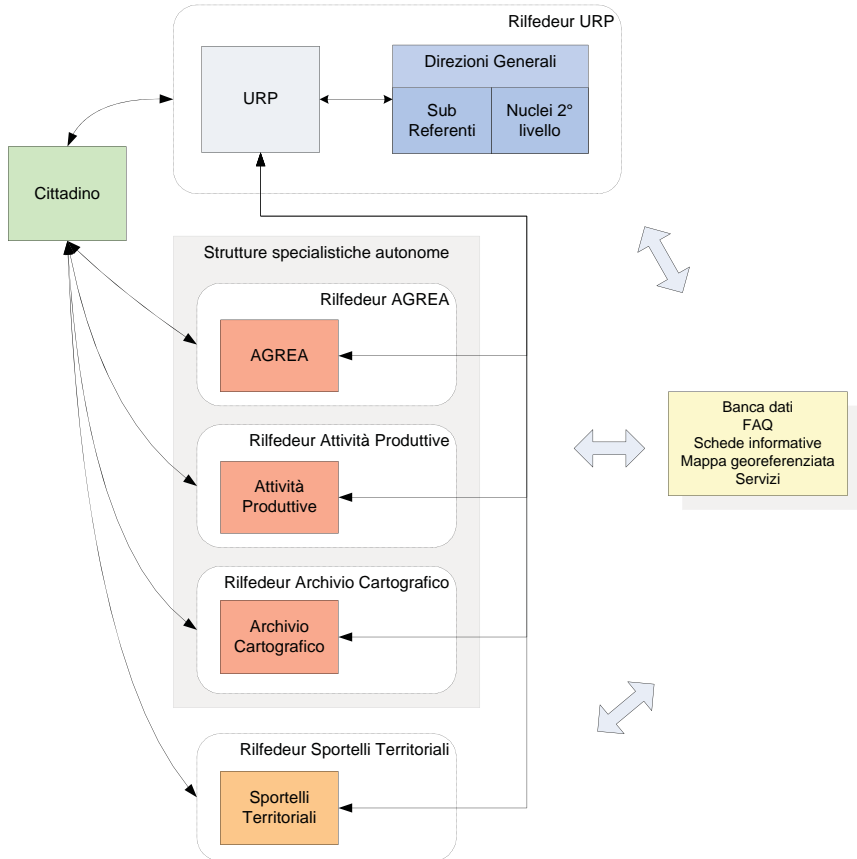 Rilfedeur URP
URP
Direzioni Generali
Sub
Referenti
Nuclei 2°
livello
Cittadino
Strutture specialistiche autonome
Rilfedeur AGREA
AGREA
Rilfedeur Attività Produttive
Attività
Produttive
Rilfedeur Archivio Cartografico
Archivio
Cartografico
Rilfedeur Sportelli Territoriali
Sportelli
Territoriali
Banca dati
FAQ
Schede informative
Mappa georeferenziata
Servizi